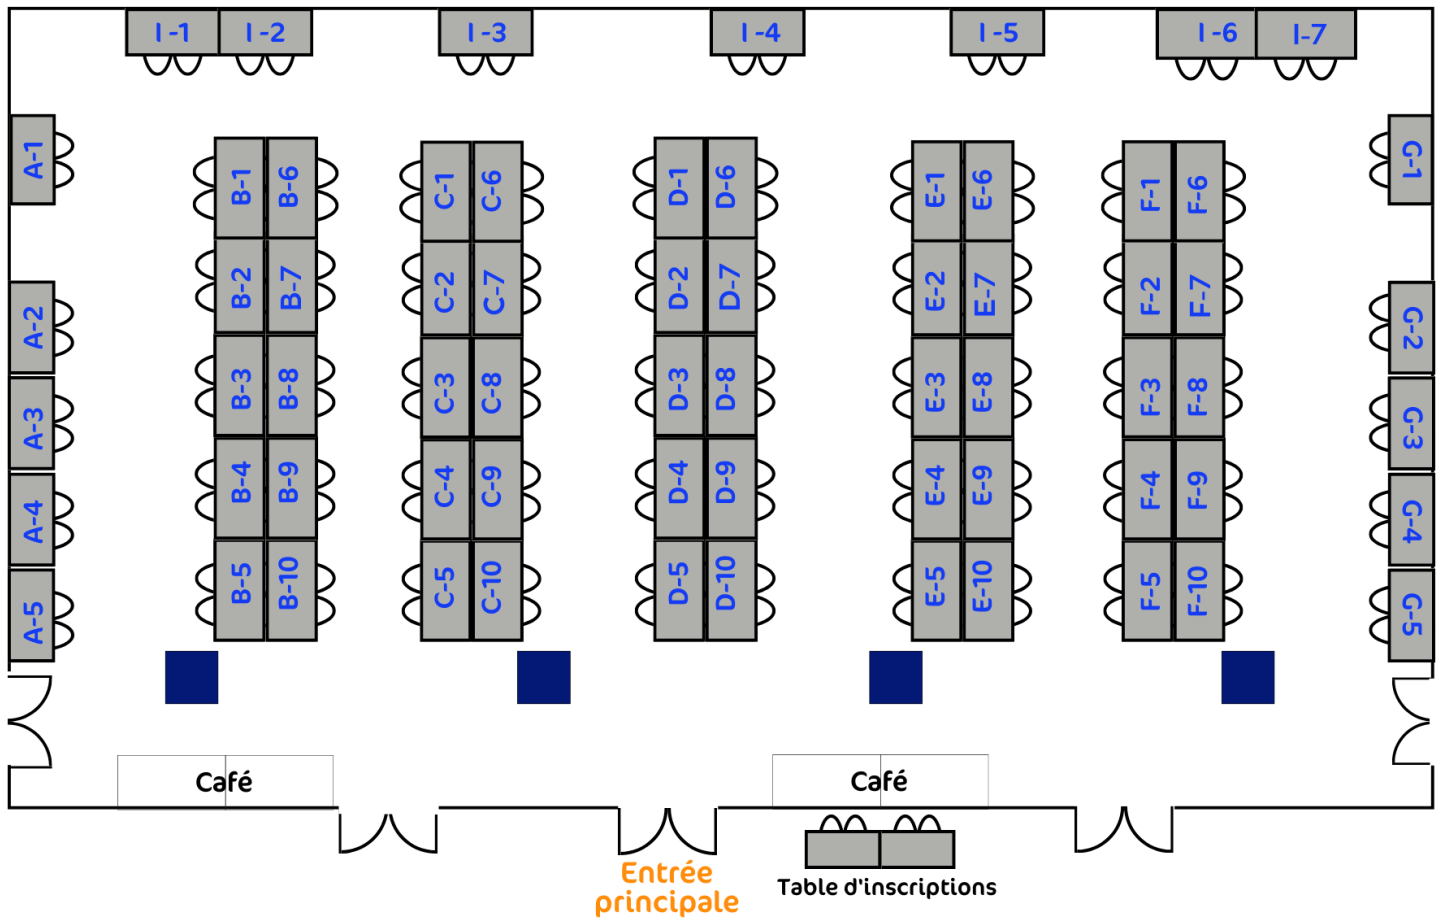 I -1
I -2
I -3
I -4
I -5
I -6
I-7
A-1
A-2
A-3
A-4
A-5
B-1
B-6
B-2
B-7
B-3
B-8
B-4
B-9
B-5
B-10
C-1
C-6
C-2
C-7
C-3
C-8
C-4
C-9
C-5
C-10
D-1
D-6
D-2
D-7
D-3
D-8
D-4
D-9
D-5
D-10
E-1
E-6
E-2
E-7
E-3
E-8
E-4
E-9
E-5
E-10
F-1
F-6
F-2
F-7
F-3
F-8
F-4
F-9
F-5
F-10
G-1
G-2
G-3
G-4
G-5
Café
Café
Entrée
principale
Table d'inscriptions